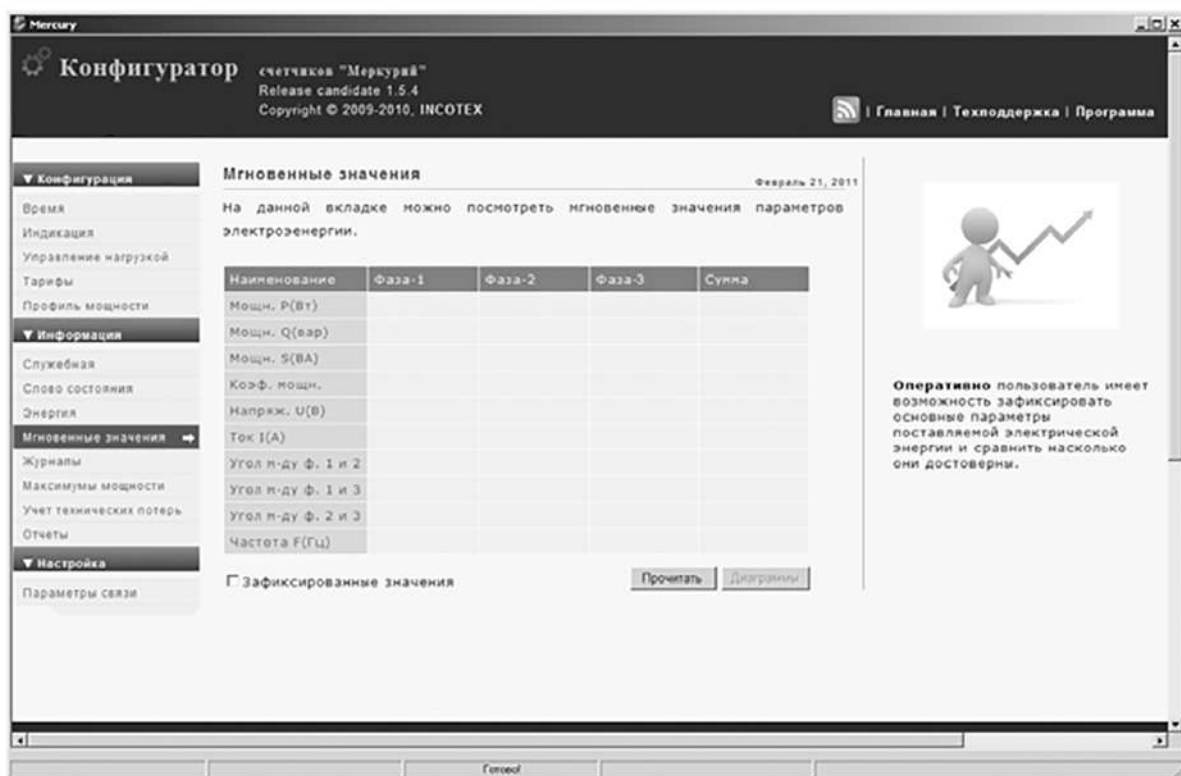 Mercury
Конфигуратор счетчиков "Меркурий"
Release candidate 1.5.4
Copyright © 2009-2010, INCOTEX
| Главная | Техподдержка | Программа
▼ Конфигурация
Время
Индикация
Управление нагрузкой
Тарифы
Профиль мощности
▼ Информация
Служебная
Слово состояния
Энергия
Мгновенные значения
Журналы
Максимумы мощности
Учет технических потерь
Отчеты
▼ Настройка
Параметры связи
Мгновенные значения
Февраль 21, 2011
На данной вкладке можно посмотреть мгновенные значения параметров
электроэенергии.
Наименование Фаза-1 Фаза-2 Фаза-3 Сумма
Мощн. P(Вт)
Мощн. Q(вар)
Мощн. S(ВА)
Коэф. мощн.
Напряж. U(В)
Ток I(А)
Угол м-ду ф. 1 и 2
Угол м-ду ф. 1 и 3
Угол м-ду ф. 2 и 3
Частота F(Гц)
Зафиксированные значения
Прочитать
Диаграммы
Оперативно пользователь имеет
возможность зафиксировать
основные параметры
поставляемой электрической
энергии и сравнить насколько
они достоверны.
Готово!